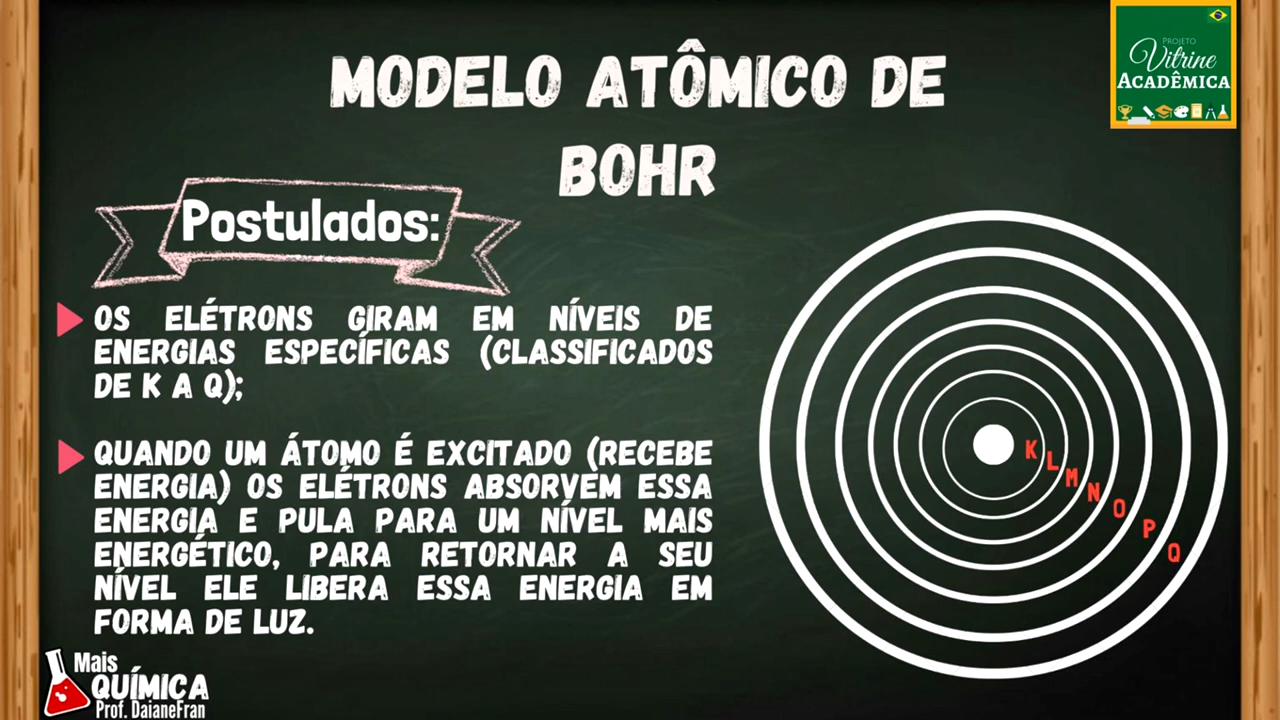 MODELO ATÔMICO DE
BOHR
PROJETO
Vitrine
ACADÊMICA
Postulados:
OS ELÉTRONS GIRAM EM NÍVEIS DE
ENERGIAS ESPECÍFICAS (CLASSIFICADOS
DE K A Q);
QUANDO UM ÁTOMO É EXCITADO (RECEBE
ENERGIA) OS ELÉTRONS ABSORVEM ESSA
ENERGIA E PULA PARA UM NÍVEL MAIS
ENERGÉTICO, PARA RETORNAR A SEU
NÍVEL ELE LIBERA ESSA ENERGIA EM
FORMA DE LUZ.
K
L
M
N
O
P
Q
Mais
QUÍMICA
Prof. DaianeFran